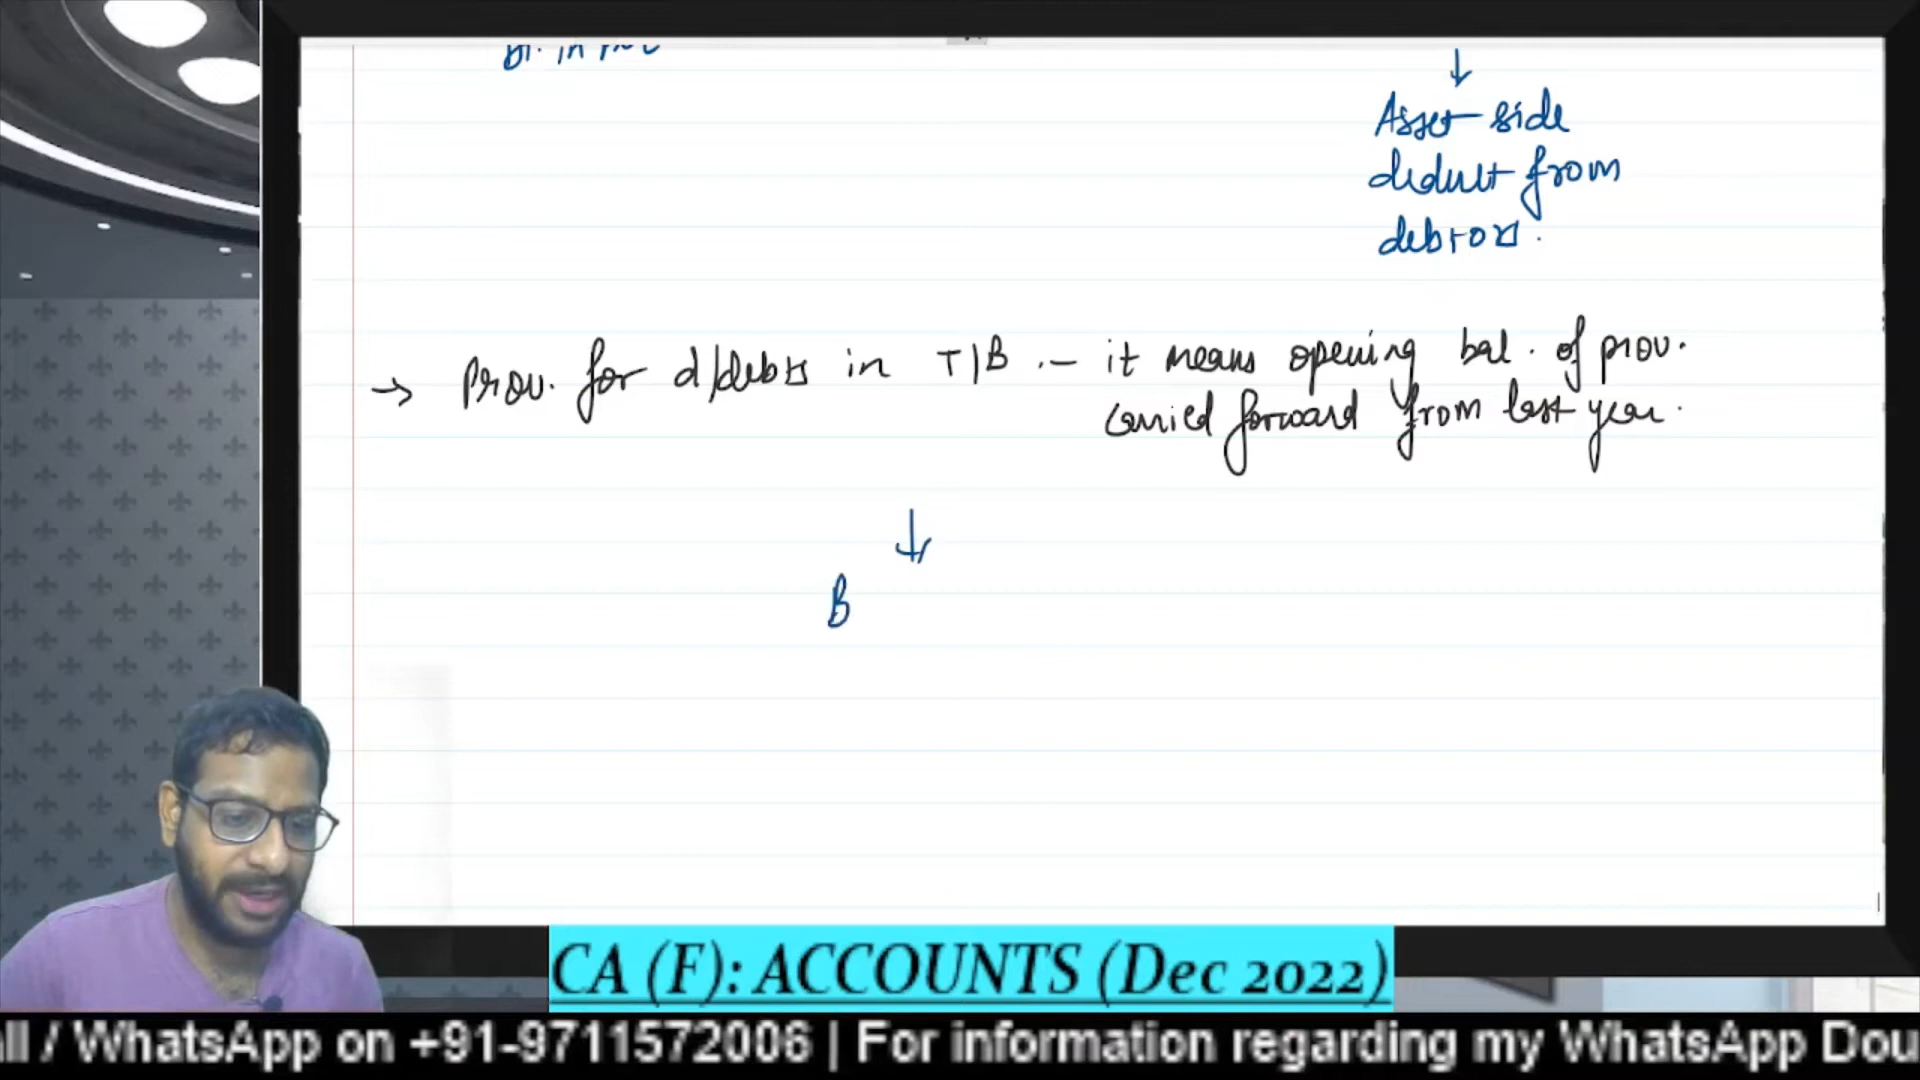 Asset side
deduct from
debtors.
→ Prov. for d/debts in T/B. - it means opening bal. of prov.
carried forward from last year.
B
CA (F): ACCOUNTS (Dec 2022)
all / WhatsApp on +91-9711572006 | For information regarding my WhatsApp Dou